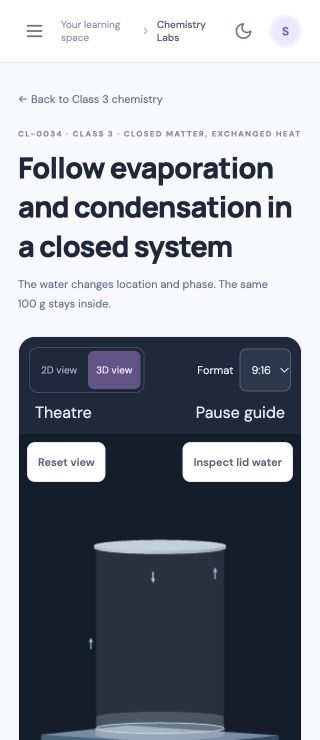 Your learning
space
Chemistry
Labs
S
← Back to Class 3 chemistry
CL-0034 · CLASS 3 · CLOSED MATTER, EXCHANGED HEAT
Follow evaporation
and condensation in
a closed system
The water changes location and phase. The same
100 g stays inside.
2D view
3D view
Format
9:16
Theatre
Pause guide
Reset view
Inspect lid water